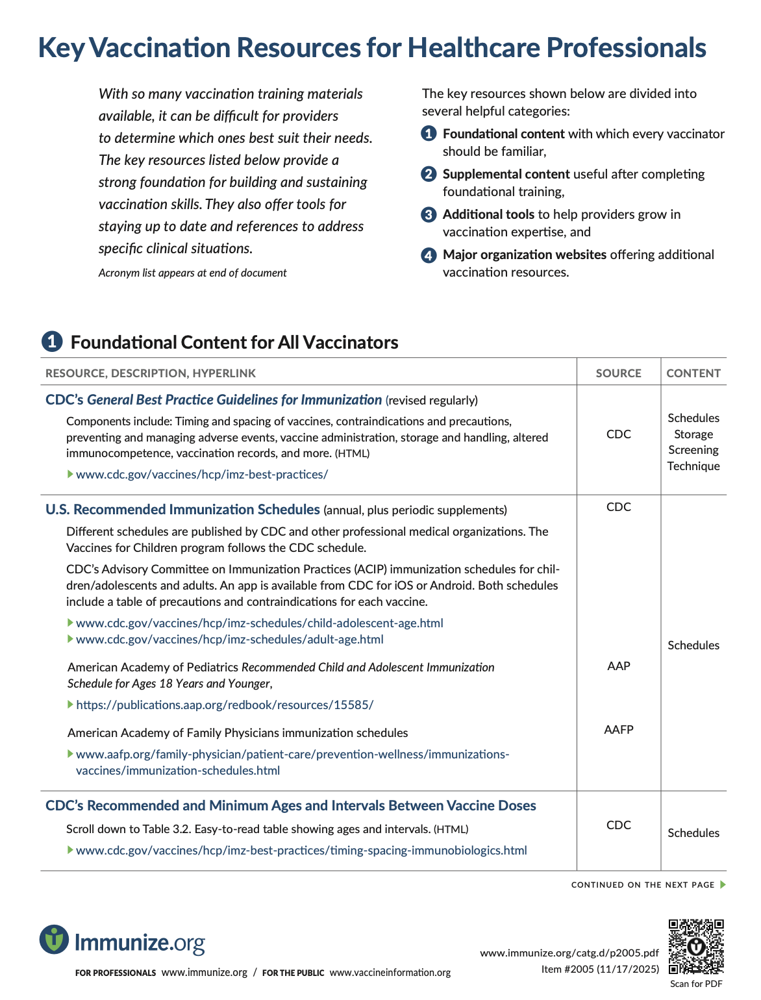 Key Vaccination Resources for Healthcare Professionals
With so many vaccination training materials
available, it can be difficult for providers
to determine which ones best suit their needs.
The key resources listed below provide a
strong foundation for building and sustaining
vaccination skills. They also offer tools for
staying up to date and references to address
specific clinical situations.
Acronym list appears at end of document
The key resources shown below are divided into
several helpful categories:
1 Foundational content with which every vaccinator
should be familiar,
2 Supplemental content useful after completing
foundational training,
3 Additional tools to help providers grow in
vaccination expertise, and
4 Major organization websites offering additional
vaccination resources.
1 Foundational Content for All Vaccinators
RESOURCE, DESCRIPTION, HYPERLINK SOURCE CONTENT
CDC's General Best Practice Guidelines for Immunization (revised regularly)
Components include: Timing and spacing of vaccines, contraindications and precautions,
preventing and managing adverse events, vaccine administration, storage and handling, altered
immunocompetence, vaccination records, and more. (HTML)
www.cdc.gov/vaccines/hcp/imz-best-practices/
CDC
Schedules
Storage
Screening
Technique
U.S. Recommended Immunization Schedules (annual, plus periodic supplements)
CDC
Different schedules are published by CDC and other professional medical organizations. The
Vaccines for Children program follows the CDC schedule.
CDC's Advisory Committee on Immunization Practices (ACIP) immunization schedules for chil-
dren/adolescents and adults. An app is available from CDC for iOS or Android. Both schedules
include a table of precautions and contraindications for each vaccine.
www.cdc.gov/vaccines/hcp/imz-schedules/child-adolescent-age.html
www.cdc.gov/vaccines/hcp/imz-schedules/adult-age.html
Schedules
American Academy of Pediatrics Recommended Child and Adolescent Immunization
Schedule for Ages 18 Years and Younger,
AAP
https://publications.aap.org/redbook/resources/15585/
American Academy of Family Physicians immunization schedules
AAFP
www.aafp.org/family-physician/patient-care/prevention-wellness/immunizations-
vaccines/immunization-schedules.html
CDC's Recommended and Minimum Ages and Intervals Between Vaccine Doses
Scroll down to Table 3.2. Easy-to-read table showing ages and intervals. (HTML)
www.cdc.gov/vaccines/hcp/imz-best-practices/timing-spacing-immunobiologics.html
CDC
Schedules
CONTINUED ON THE NEXT PAGE
Immunize.org
FOR PROFESSIONALS www.immunize.org / FOR THE PUBLIC www.vaccineinformation.org
www.immunize.org/catg.d/p2005.pdf
Item #2005 (11/17/2025)
Scan for PDF